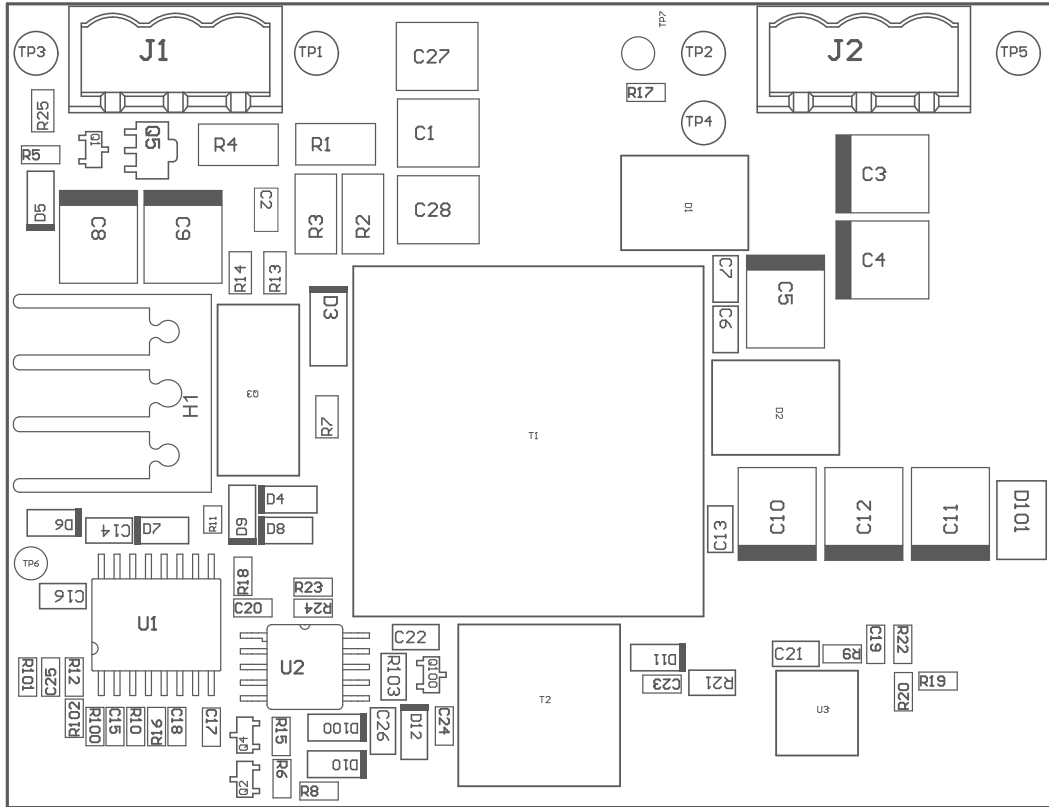 TP3
J1
TP1
C27
TP7
TP2
J2
TP5
R17
R25
C1
TP4
Q1
Q5
R4
R1
R5
C3
D5
C8
C9
C2
R3
R2
C28
D1
C4
R14
R13
C7
C5
D3
C6
H1
Q3
R7
T1
D2
D4
D6
C14
D7
R11
D9
D8
C13
C10
C12
C11
D101
TP6
C16
U1
R18
R23
C20
R24
U2
C22
R103
Q100
D11
C21
R9
C19
R22
R101
C25
R12
C23
R21
R20
R19
T2
U3
R102
R100
C15
R10
R16
C18
C17
Q4
R15
D100
C26
D12
C24
Q2
R6
D10
R8